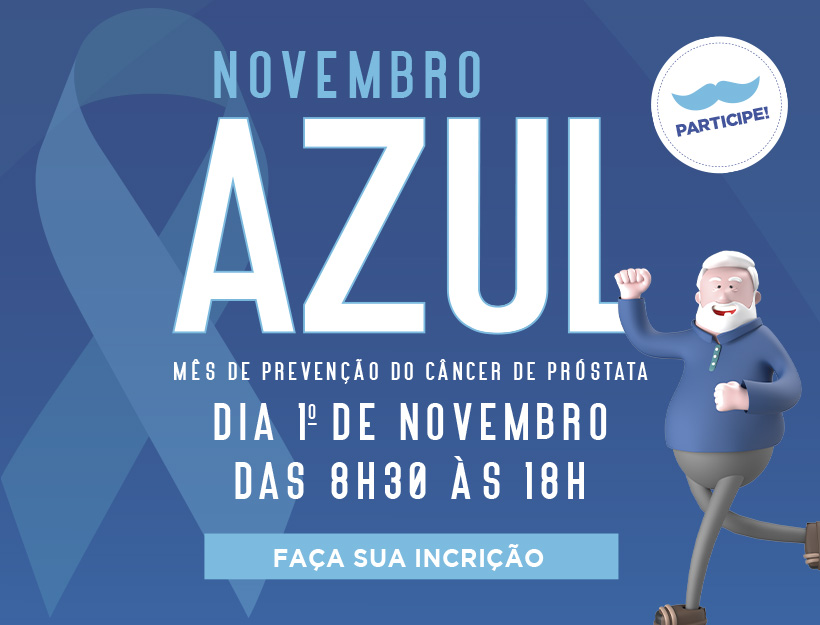 NOVEMBRO
AZUL
PARTICIPE!
MÊS DE PREVENÇÃO DO CÂNCER DE PRÓSTATA
DIA 1º DE NOVEMBRO
DAS 8H30 ÀS 18H
FAÇA SUA INCRIÇÃO